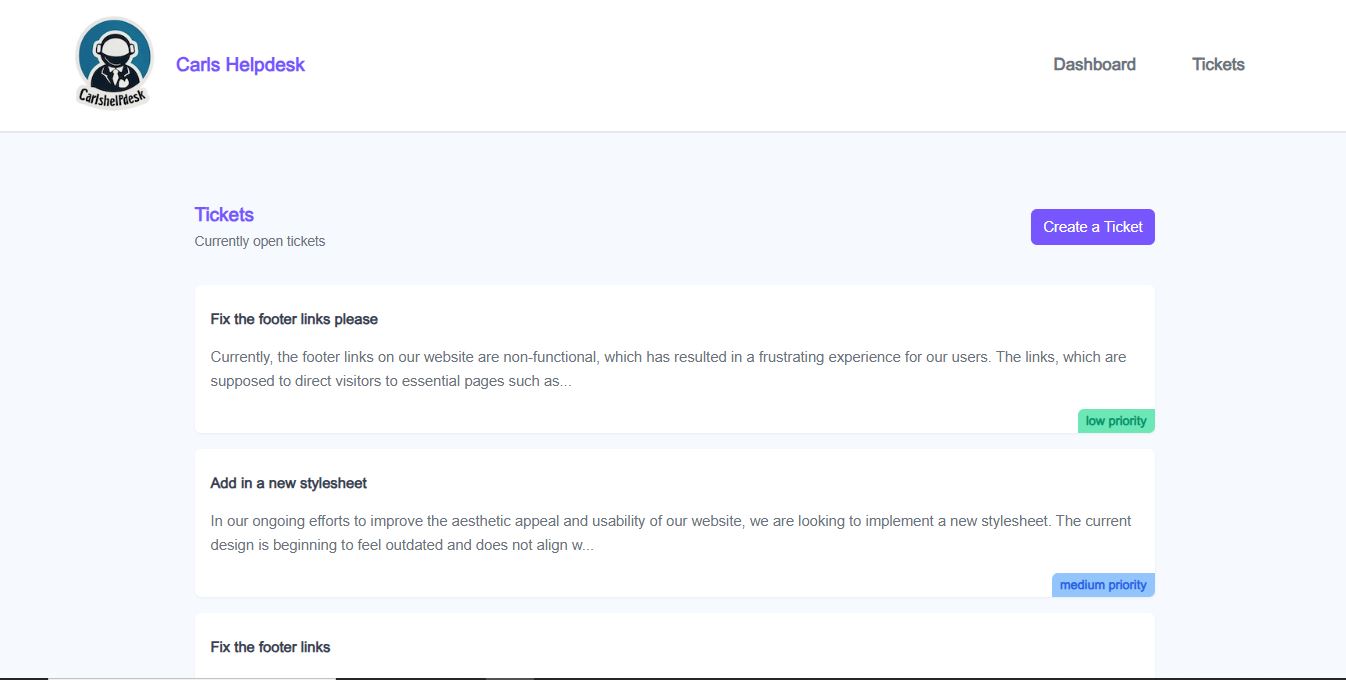 CarlshelPdesk
Carls Helpdesk
Dashboard
Tickets
Tickets
Currently open tickets
Create a Ticket
Fix the footer links please
Currently, the footer links on our website are non-functional, which has resulted in a frustrating experience for our users. The links, which are
supposed to direct visitors to essential pages such as...
low priority
Add in a new stylesheet
In our ongoing efforts to improve the aesthetic appeal and usability of our website, we are looking to implement a new stylesheet. The current
design is beginning to feel outdated and does not align w...
medium priority
Fix the footer links